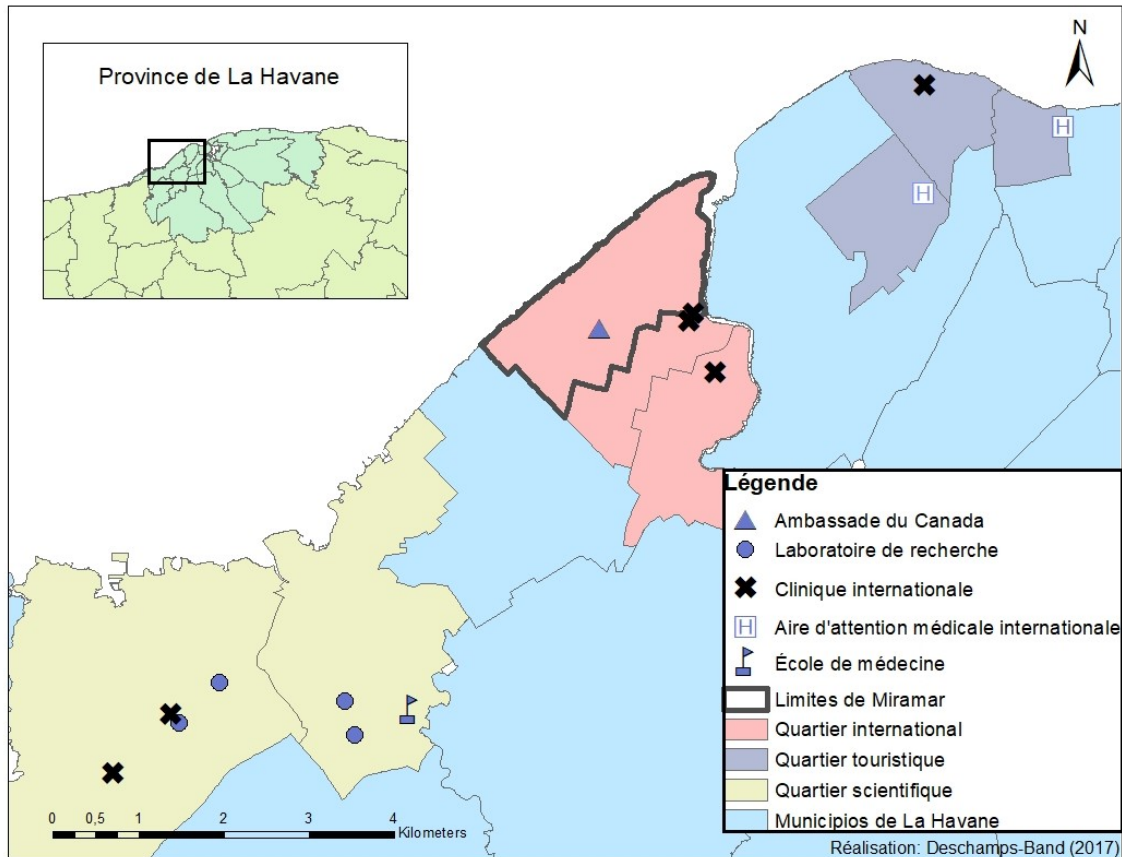 Province de La Havane
N
H
H
Légende
Ambassade du Canada
Laboratoire de recherche
Clinique internationale
H Aire d'attention médicale internationale
École de médecine
Limites de Miramar
Quartier international
Quartier touristique
Quartier scientifique
Municipios de La Havane
0 0,5 1 2 3 4
Kilometers
Réalisation: Deschamps-Band (2017)